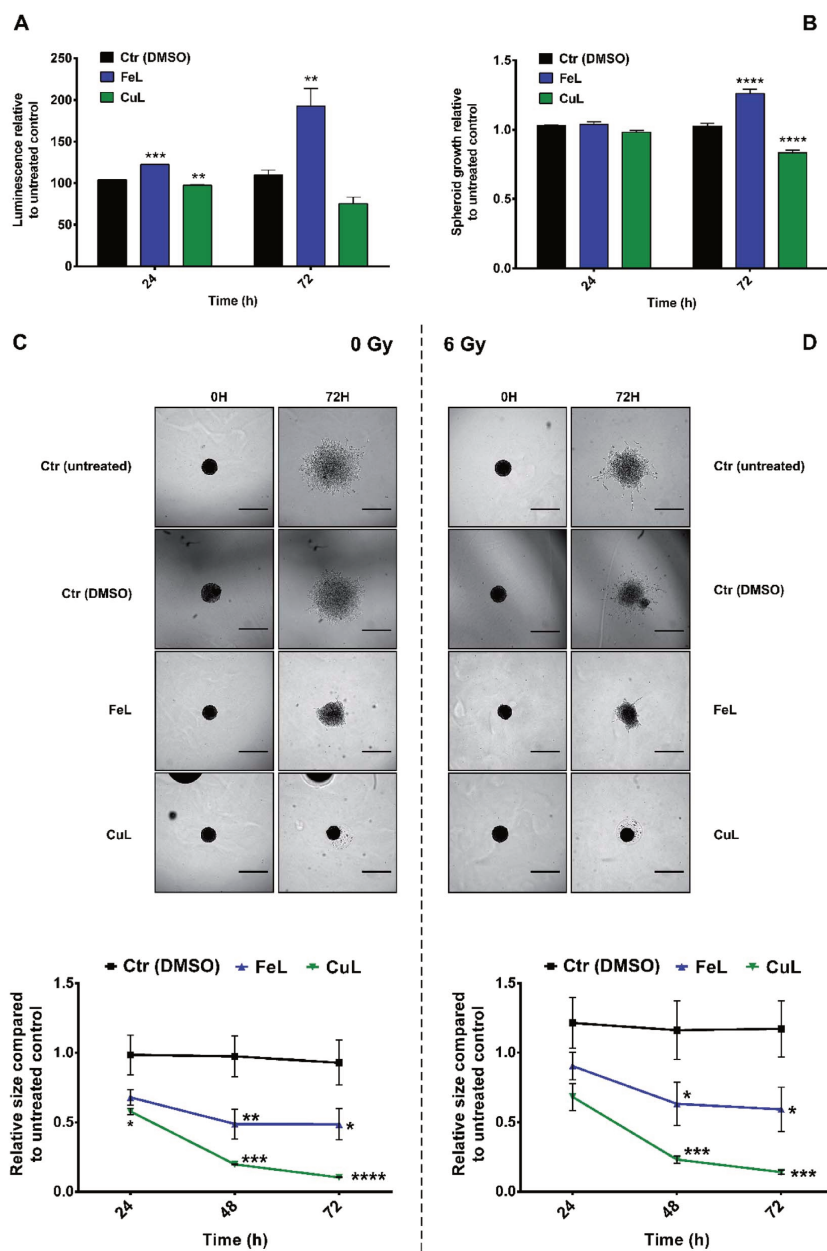 A
B
Ctr (DMSO)
FeL
CuL
Luminescence relative
to untreated control
250
200
150
100
50
0
***
**
**
24
72
Time (h)
Ctr (DMSO)
FeL
CuL
Spheroid growth relative
to untreated control
1.5
1.0
0.5
0.0
****
****
24
72
Time (h)
C
0 Gy
6 Gy
D
0H
72H
0H
72H
Ctr (untreated)
Ctr (untreated)
Ctr (DMSO)
Ctr (DMSO)
FeL
FeL
CuL
CuL
Ctr (DMSO)
FeL
CuL
Relative size compared
to untreated control
1.5
1.0
0.5
0.0
*
**
***
*
****
24
48
72
Time (h)
Ctr (DMSO)
FeL
CuL
Relative size compared
to untreated control
1.5
1.0
0.5
0.0
*
***
*
***
24
48
72
Time (h)